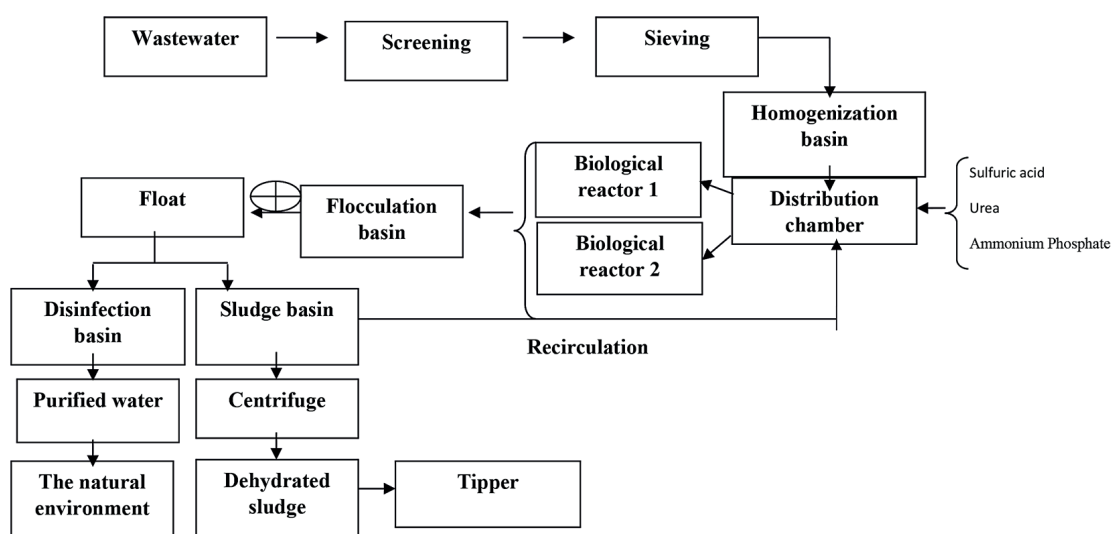 Wastewater
Screening
Sieving
Homogenization
basin
Biological
reactor 1
Sulfuric acid
Urea
Ammonium Phosphate
Distribution
chamber
Float
Flocculation
basin
Biological
reactor 2
Disinfection
basin
Sludge basin
Recirculation
Purified water
Centrifuge
The natural
environment
Dehydrated
sludge
Tipper